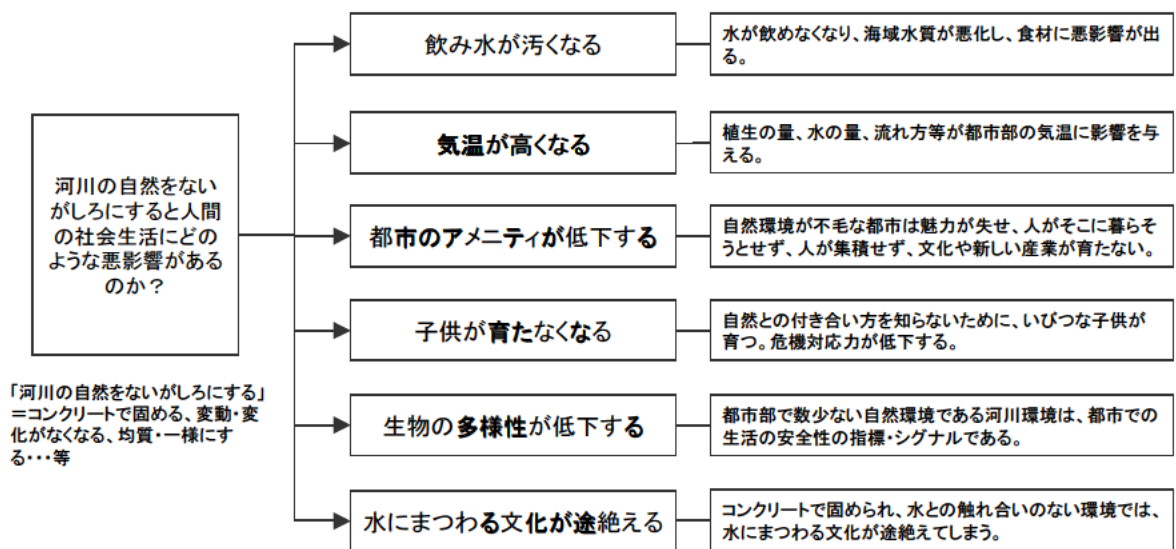 飲み水が汚くなる
水が飲めなくなり、海域水質が悪化し、食材に悪影響が出
る。
気温が高くなる
植生の量、水の量、流れ方等が都市部の気温に影響を与
える。
河川の自然をない
がしろにすると人間
の社会生活にどの
ような悪影響がある
のか？
都市のアメニティが低下する
自然環境が不毛な都市は魅力が失せ、人がそこに暮らそ
うとせず、人が集積せず、文化や新しい産業が育たない。
子供が育たなくなる
自然との付き合い方を知らないために、いびつな子供が
育つ。危機対応力が低下する。
「河川の自然をないがしろにする」
＝コンクリートで固める、変動・変
化がなくなる、均質・一様にす
る・・・等
生物の多様性が低下する
都市部で数少ない自然環境である河川環境は、都市での
生活の安全性の指標・シグナルである。
水にまつわる文化が途絶える
コンクリートで固められ、水との触れ合いのない環境では、
水にまつわる文化が途絶えてしまう。